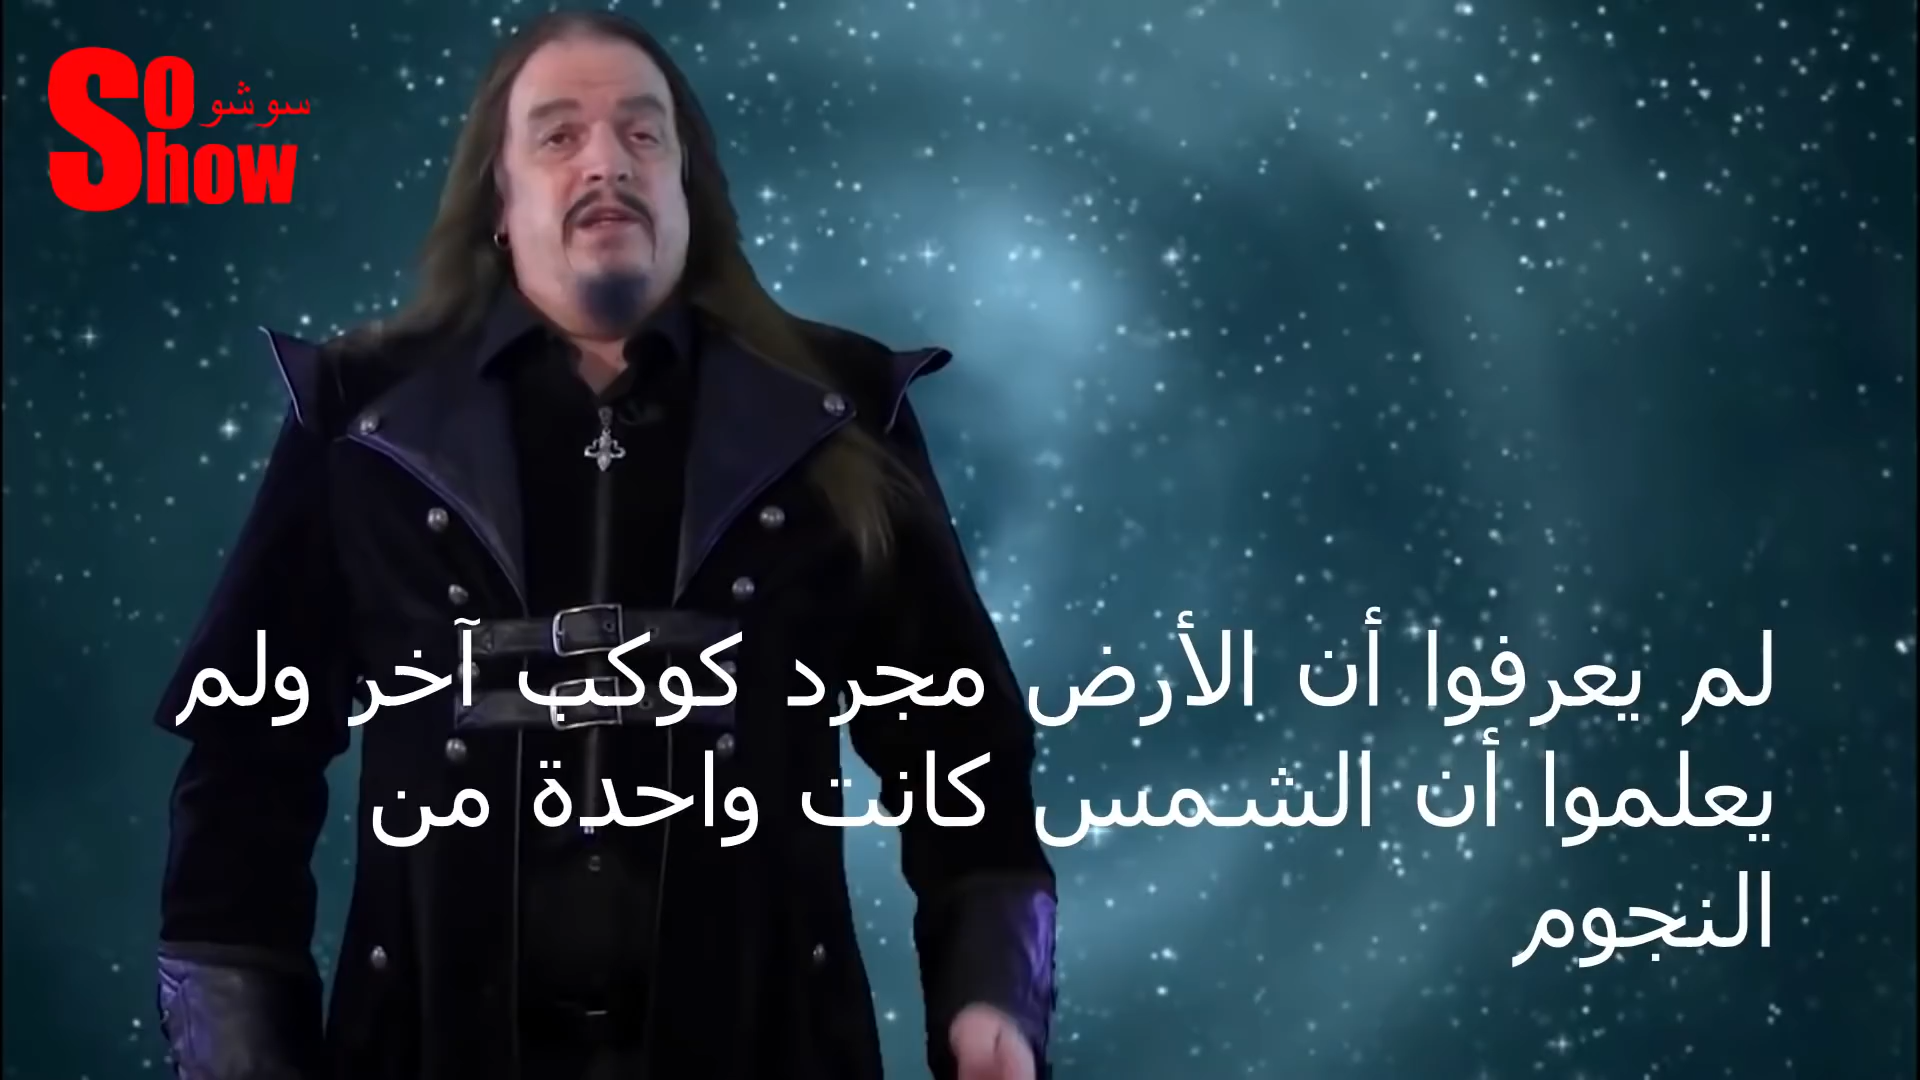 So سو شو
Show
لم يعرفوا أن الأرض مجرد كوكب آخر ولم
يعلموا أن الشمس كانت واحدة من
النجوم